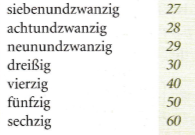 siebenundzwanzig 27
achtundzwanzig 28
neunundzwanzig 29
dreißig 30
vierzig 40
fünfzig 50
sechzig 60